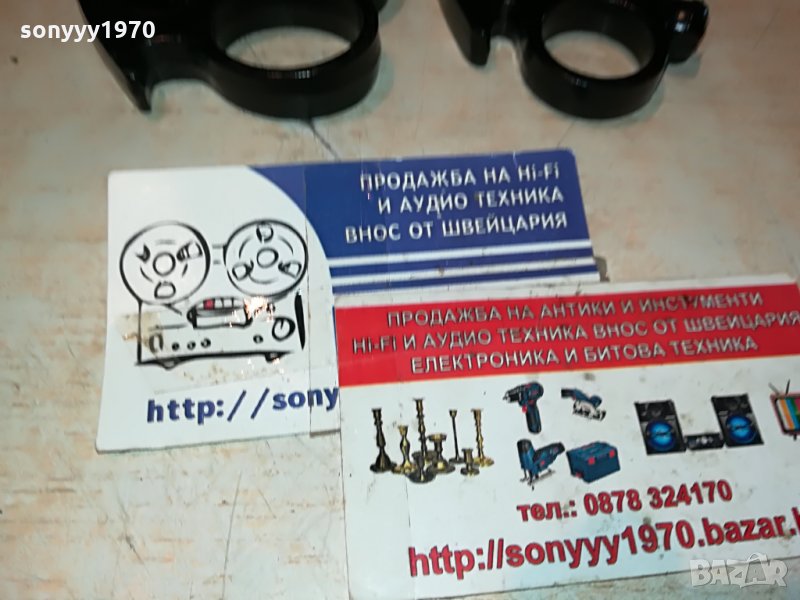 sonyyy1970
ПРОДАЖБА НА Hi-Fi
И АУДИО ТЕХНИКА
ВНОС ОТ ШВЕЙЦАРИЯ
http://sony
ПРОДАЖБА НА АНТИКИ И ИНСТУМЕНТИ
HI-FI И АУДИО ТЕХНИКА ВНОС ОТ ШВЕЙЦАРИЯ
ЕЛЕКТРОНИКА И БИТОВА ТЕХНИКА
тел.: 0878 324170
http://sonyyy1970.bazar.b
BAZAR